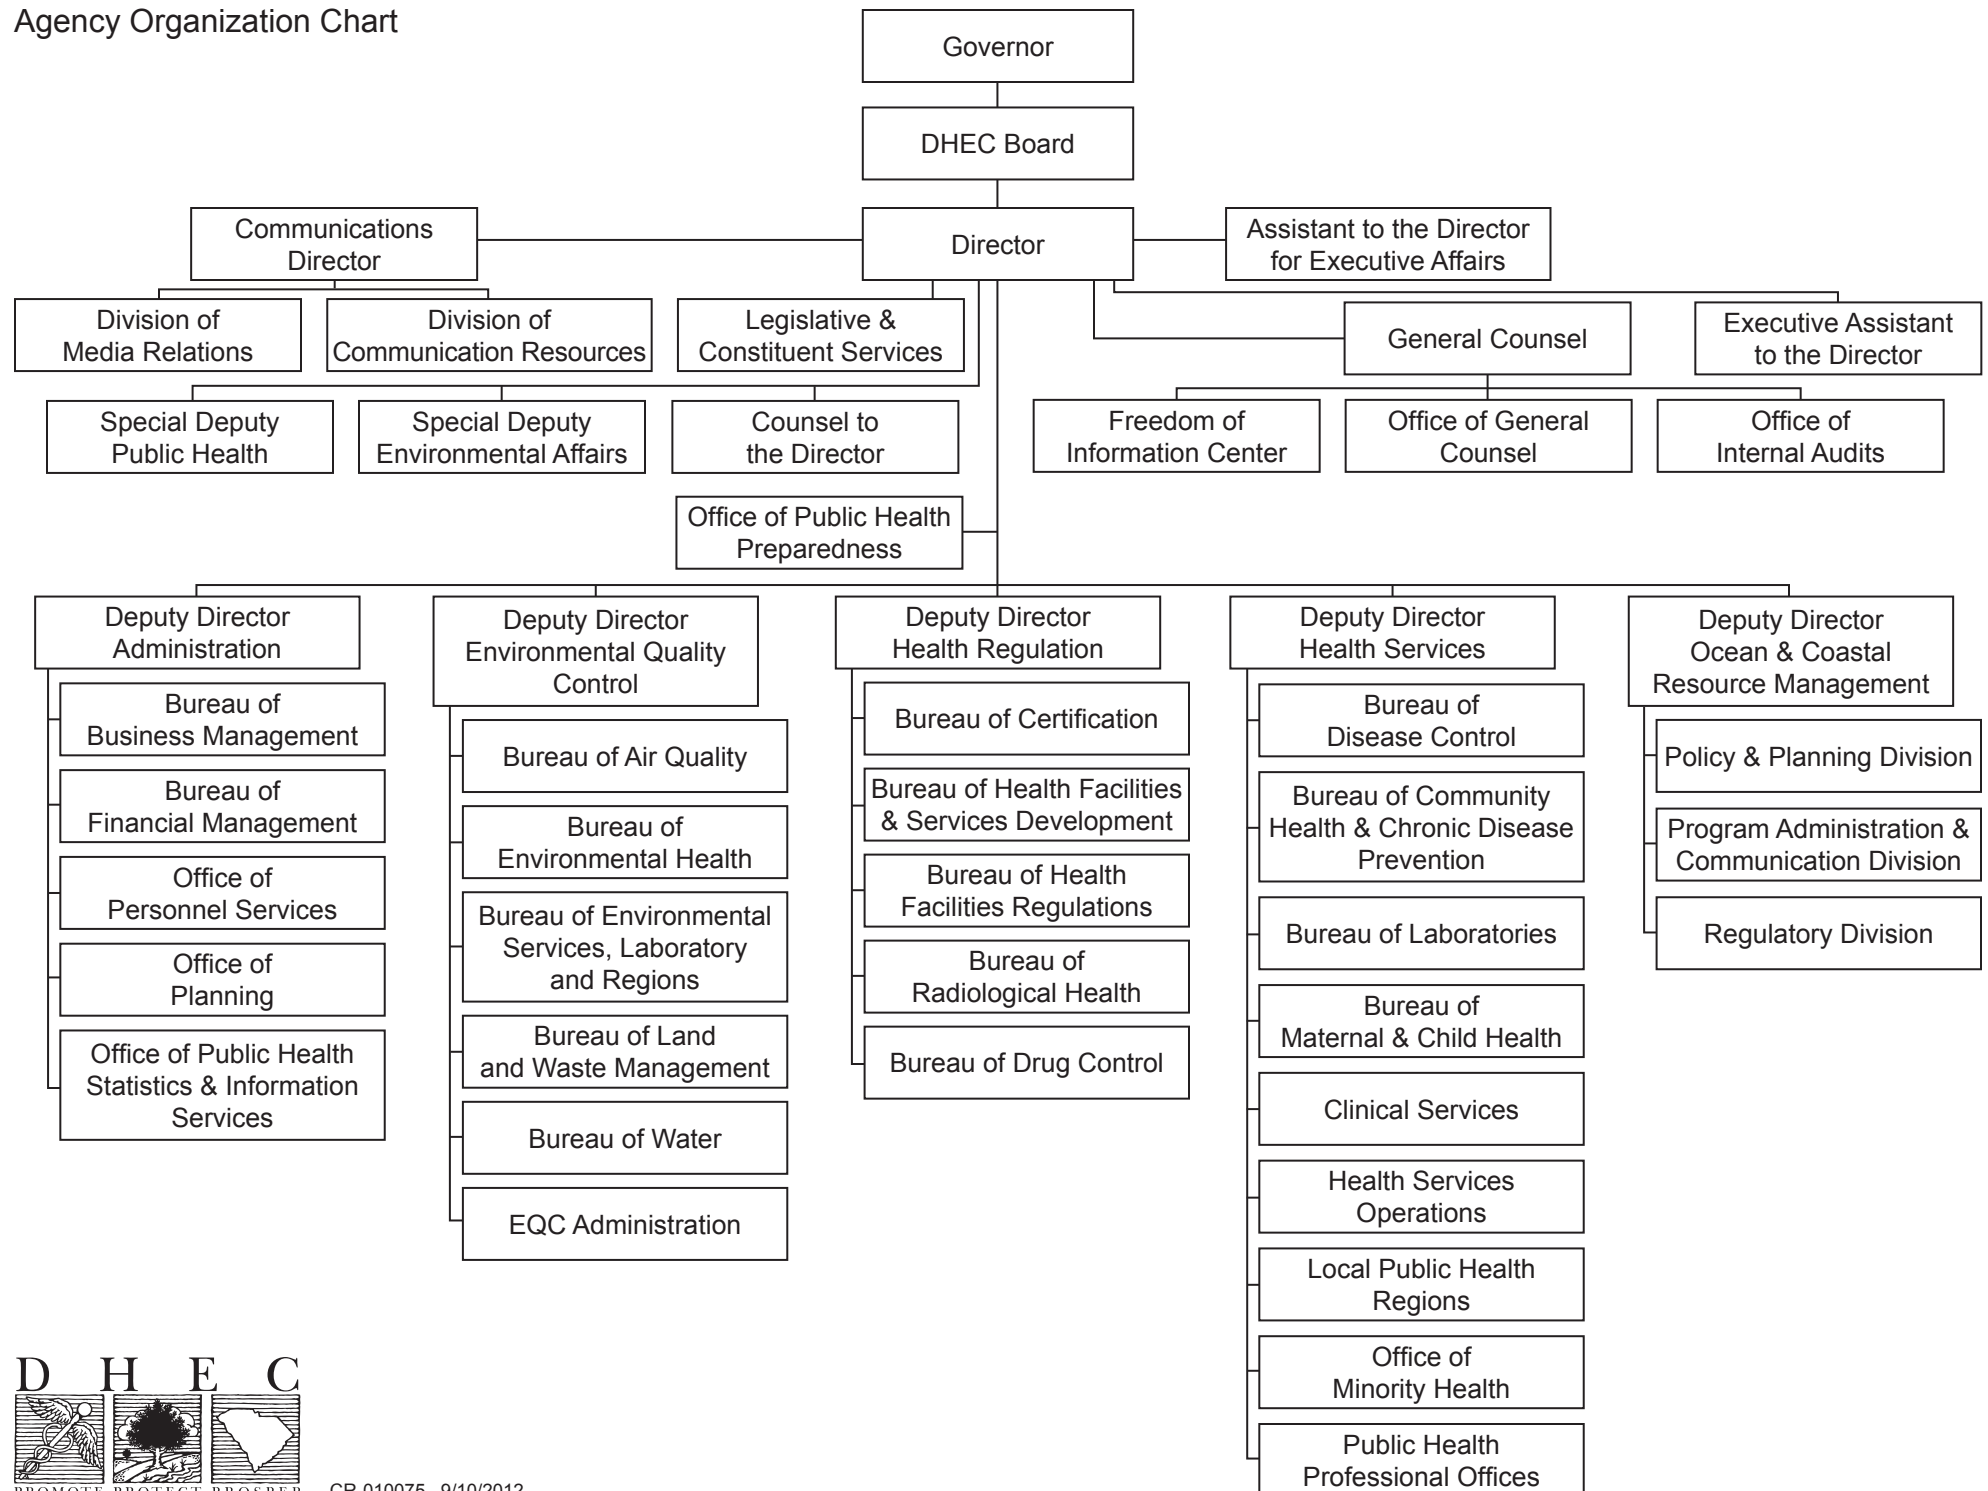 Agency Organization Chart
Governor
DHEC Board
Communications
Director
Director
Assistant to the Director
for Executive Affairs
Division of
Media Relations
Division of
Communication Resources
Legislative &
Constituent Services
General Counsel
Executive Assistant
to the Director
Special Deputy
Public Health
Special Deputy
Environmental Affairs
Counsel to
the Director
Freedom of
Information Center
Office of General
Counsel
Office of
Internal Audits
Office of Public Health
Preparedness
Deputy Director
Administration
Bureau of
Business Management
Bureau of
Financial Management
Office of
Personnel Services
Office of
Planning
Office of Public Health
Statistics & Information
Services
Deputy Director
Environmental Quality
Control
Bureau of Air Quality
Bureau of
Environmental Health
Bureau of Environmental
Services, Laboratory
and Regions
Bureau of Land
and Waste Management
Bureau of Water
EQC Administration
Deputy Director
Health Regulation
Bureau of Certification
Bureau of Health Facilities
& Services Development
Bureau of Health
Facilities Regulations
Bureau of
Radiological Health
Bureau of Drug Control
Deputy Director
Health Services
Bureau of
Disease Control
Bureau of Community
Health & Chronic Disease
Prevention
Bureau of Laboratories
Bureau of
Maternal & Child Health
Clinical Services
Health Services
Operations
Local Public Health
Regions
Office of
Minority Health
Public Health
Professional Offices
Deputy Director
Ocean & Coastal
Resource Management
Policy & Planning Division
Program Administration &
Communication Division
Regulatory Division
D H E C
PROMOTE PROTECT PROSPER
CR-010075 9/10/2012